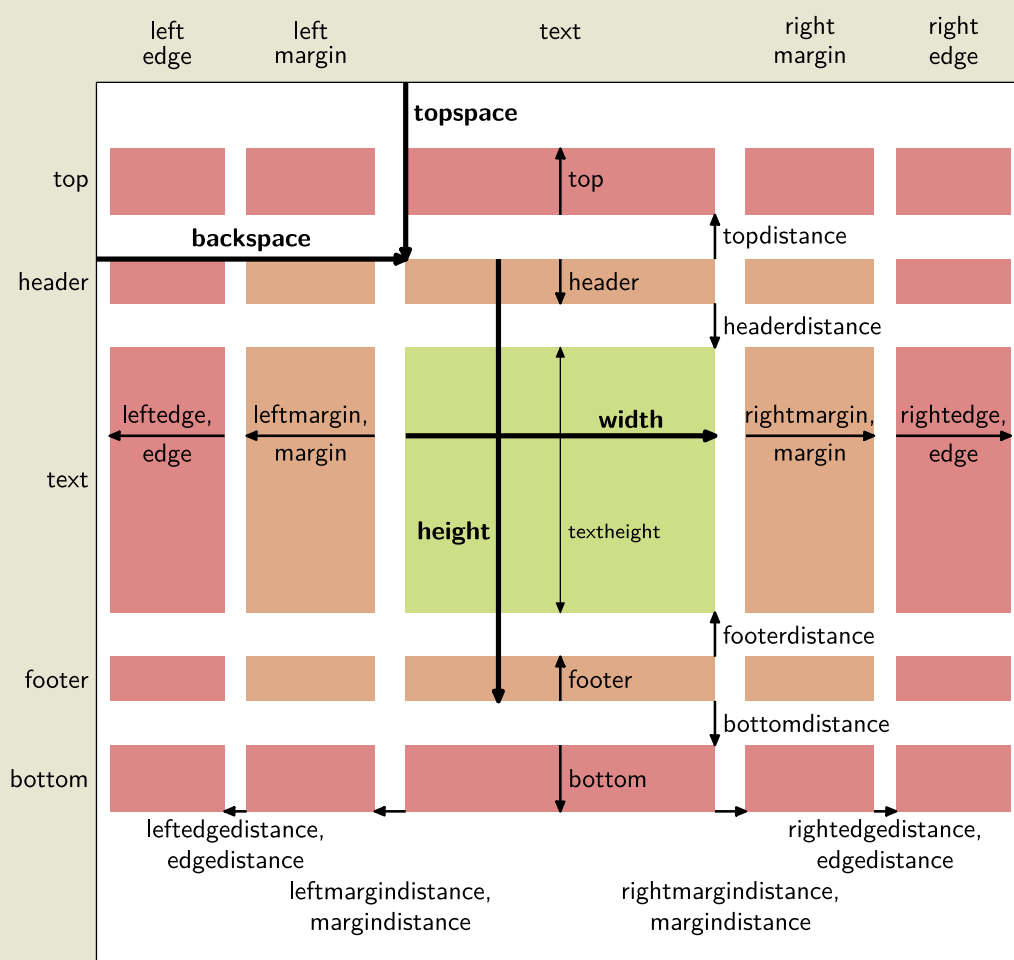 left
edge
left
margin
text
right
margin
right
edge
topspace
top
top
topdistance
backspace
header
header
headerdistance
leftedge,
edge
leftmargin,
margin
width
rightmargin,
margin
rightedge,
edge
text
height
textheight
footerdistance
footer
footer
bottomdistance
bottom
bottom
leftedgedistance,
edgedistance
rightedgedistance,
edgedistance
leftmargindistance,
margindistance
rightmargindistance,
margindistance